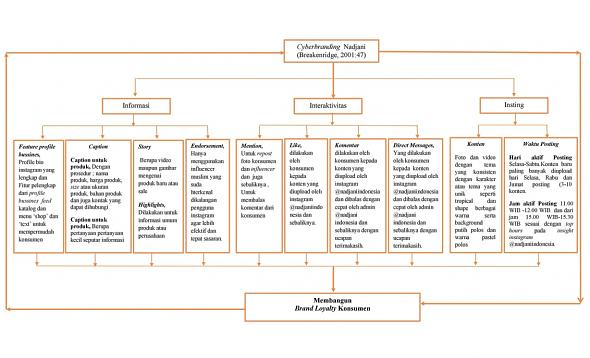 Cyberbranding Nadjani
(Breakenridge, 2001:47)
Informasi
Interaktivitas
Insting
Feature profile
bussines,
Profile bio
instagram yang
lengkap dan
Fitur pelengkap
dari profile
bussines feed
katalog dan
menu 'shop' dan
'text' untuk
mempermudah
konsumen
Caption
Caption untuk
produk, Dengan
prosedur ; nama
produk, harga produk,
size atau ukuran
produk, bahan produk
dan juga kontak yang
dapat dihubungi
Caption untuk
produk, Berupa
pertanyaan pertanyaan
kecil seputar informasi
Story
Berupa video
maupun gambar
mengenai
produk baru atau
sale
Highlights,
Dilakukan untuk
informasi umum
produk atau
perusahaan
Endorsement,
Hanya
menggunakan
influencer
muslim yang
suda
hterkenal
dikalangan
pengguna
instagram
agar lebih
efektif dan
tepat sasaran.
Mention,
Untuk repost
foto konsumen
dan influencer
dan juga
sebaliknya ,
Untuk
membalas
komentar dari
konsumen
Like,
dilakukan
oleh
konsumen
kepada
konten yang
diupload oleh
instagram
@nadjaniindo
nesia dan
sebaliknya.
Komentar
dilakukan oleh
konsumen kepada
konten yang
diupload oleh
instagram
@nadjaniindonesia
dan dibalas dengan
cepat oleh admin
@nadjani
indonesia dan
sebaliknya dengan
ucapan
terimakasih.
Direct Messages,
Yang dilakukan
oleh konsumen
kepada konten
yang diupload oleh
instagram
@nadjaniindonesia
dan dibalas dengan
cepat oleh admin
@nadjani
indonesia dan
sebaliknya dengan
ucapan
terimakasih.
Konten
Foto dan video
dengan tema
yang konsisten
dengan karakter
atau tema yang
unik seperti
tropical dan
shape berbagai
warna serta
background
putih polos dan
warna pastel
polos
Waktu Posting
Hari aktif Posting
Selasa-Sabtu.Konten baru
paling banyak diupload
hari Selasa, Rabu dan
Jumat posting (3-10
konten.
Jam aktif Posting 11.00
WIB -12.00 WIB dan dari
jam 15.00 WIB-15.30
WIB sesuai dengan top
hours pada insight
instagram
@nadjaniindonesia.
Membangun
Brand Loyalty Konsumen